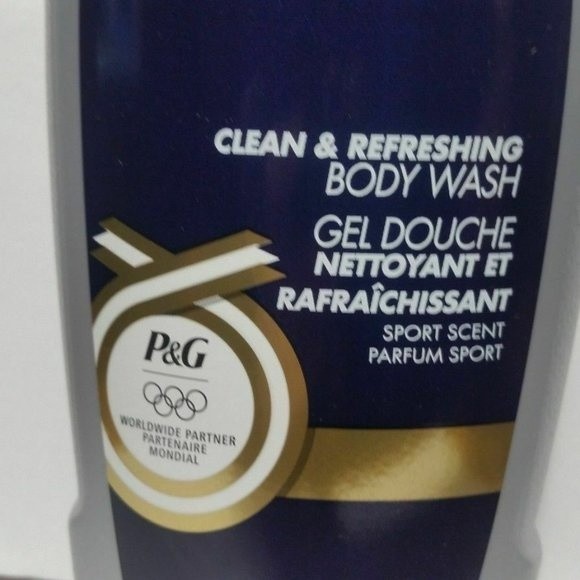 CLEAN & REFRESHING
BODY WASH
GEL DOUCHE
NETTOYANT ET
RAFRAÎCHISSANT
SPORT SCENT
PARFUM SPORT
P&G
WORLDWIDE PARTNER
PARTENAIRE
MONDIAL